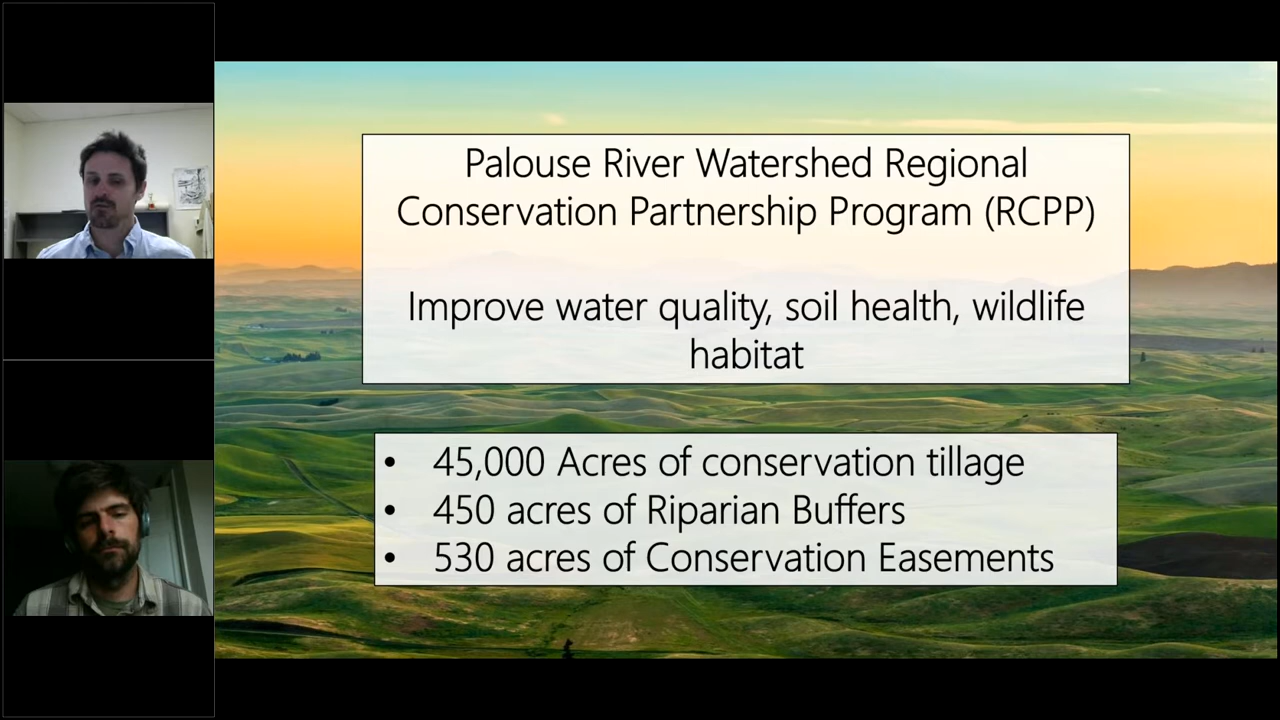 Palouse River Watershed Regional
Conservation Partnership Program (RCPP)
Improve water quality, soil health, wildlife
habitat
• 45,000 Acres of conservation tillage
• 450 acres of Riparian Buffers
• 530 acres of Conservation Easements